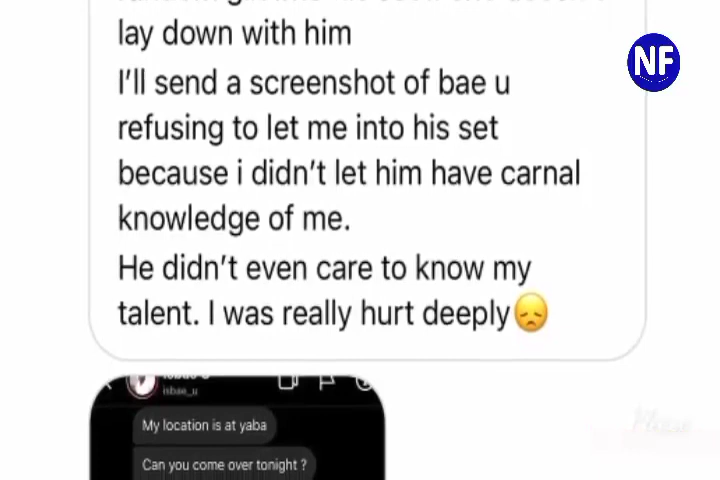 lay down with him
I'll send a screenshot of bae u
refusing to let me into his set
because i didn't let him have carnal
knowledge of me.
He didn't even care to know my
talent. I was really hurt deeply😞
NF
isbae_u
My location is at yaba
Can you come over tonight ?